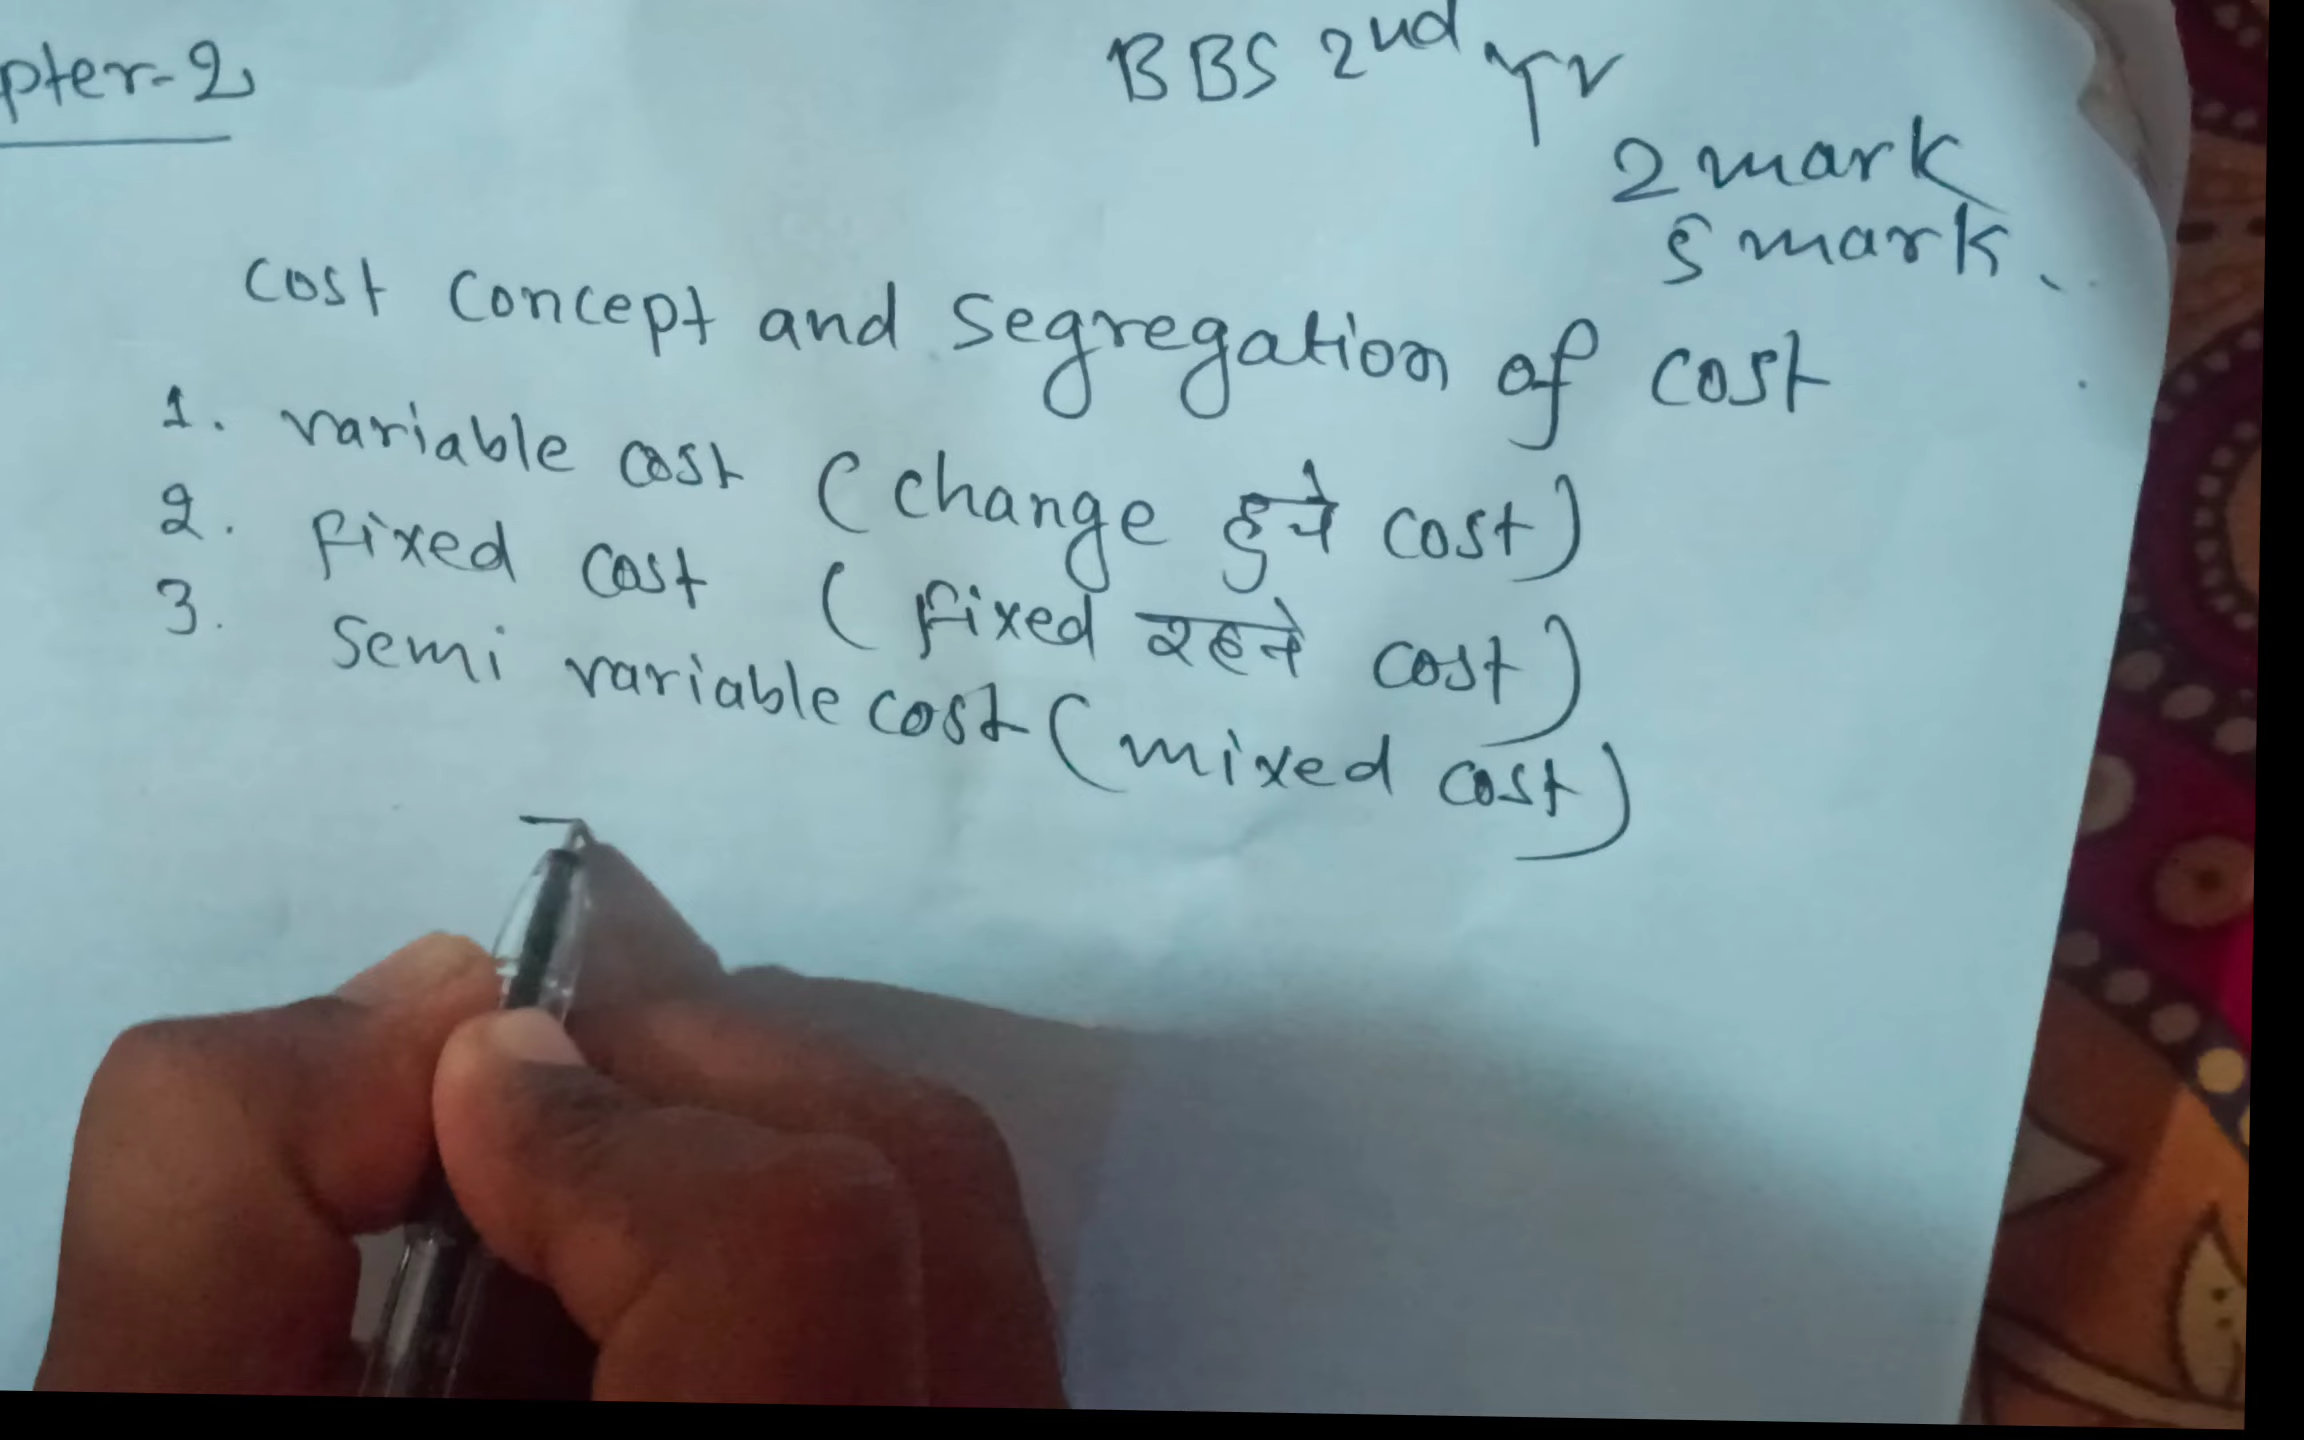 pter-2
BBS 2nd yr
2 mark
5 mark
cost concept and segregation of cost
1. variable cost (change हुने cost)
2. fixed cost (fixed रहने cost)
3. semi variable cost (mixed cost)